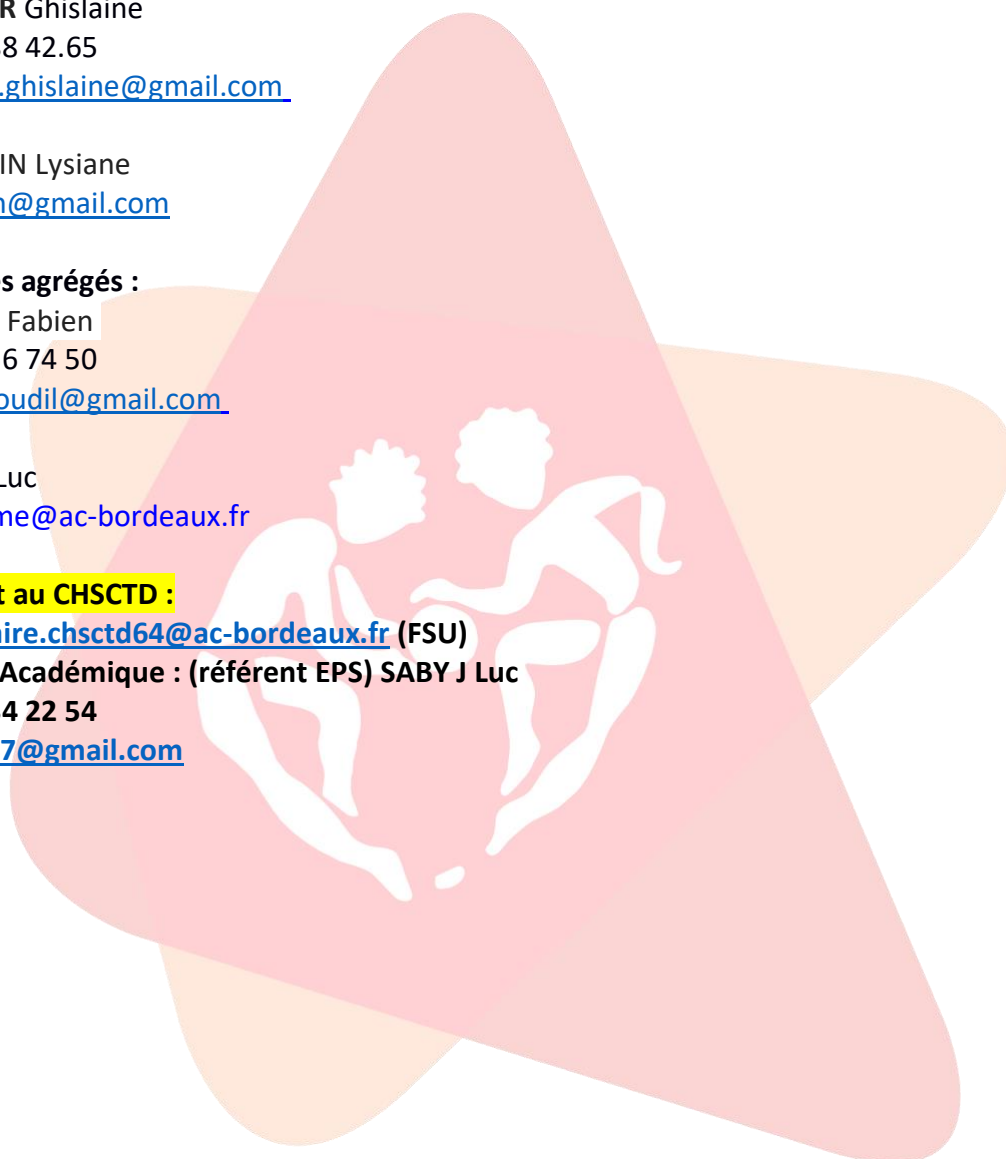 R Ghislaine
8 42.65
.ghislaine@gmail.com
IN Lysiane
@gmail.com
s agrégés :
Fabien
6 74 50
oudil@gmail.com
Luc
me@ac-bordeaux.fr
t au CHSCTD :
aire.chsctd64@ac-bordeaux.fr (FSU)
Académique : (référent EPS) SABY J Luc
4 22 54
7@gmail.com